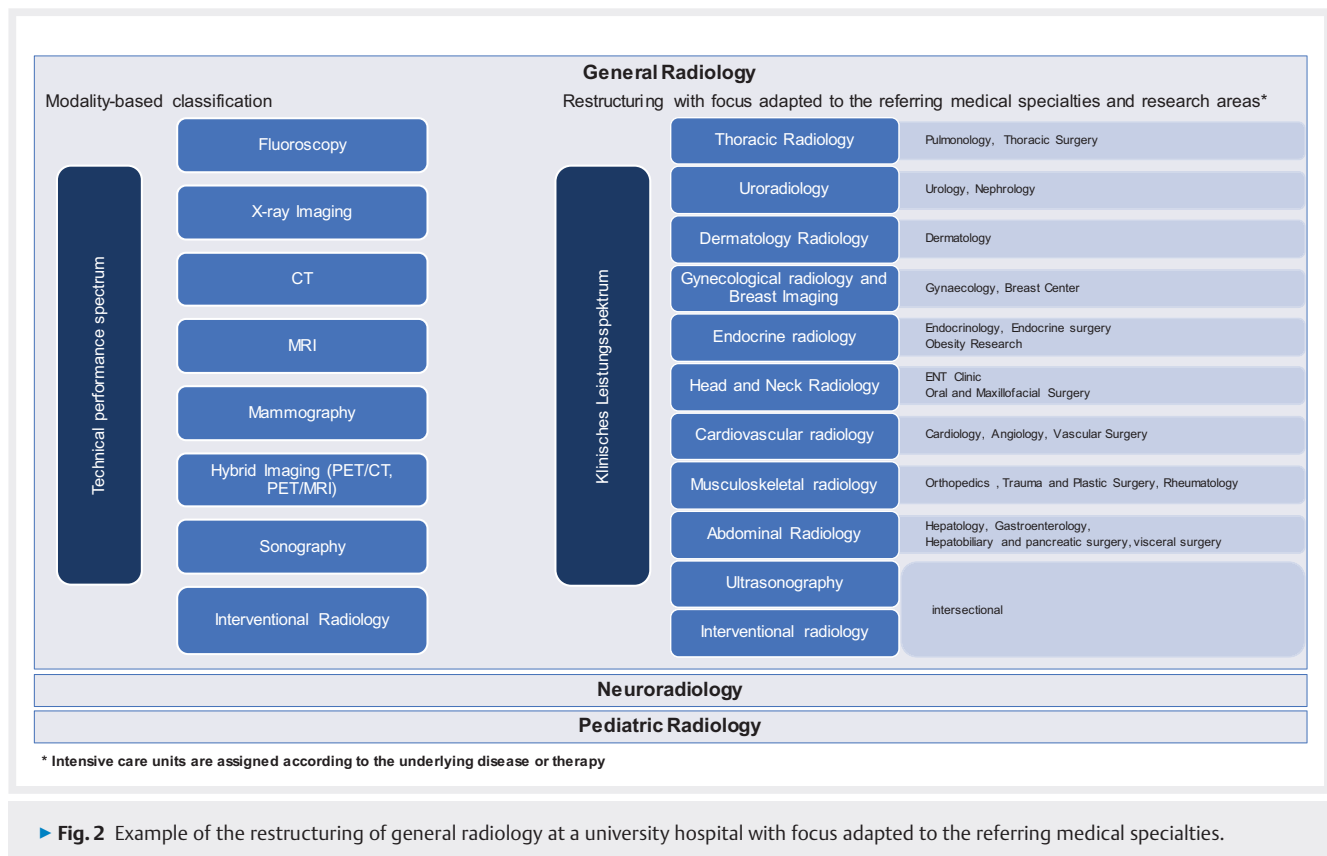 General Radiology
Modality-based classification
Technical performance spectrum
Fluoroscopy
X-ray Imaging
CT
MRI
Mammography
Hybrid Imaging (PET/CT,
PET/MRI)
Sonography
Interventional Radiology
Restructuring with focus adapted to the referring medical specialties and research areas*
Klinisches Leistungsspektrum
Thoracic Radiology
Pulmonology, Thoracic Surgery
Uroradiology
Urology, Nephrology
Dermatology Radiology
Dermatology
Gynecological radiology and
Breast Imaging
Gynaecology, Breast Center
Endocrine radiology
Endocrinology, Endocrine surgery
Obesity Research
Head and Neck Radiology
ENT Clinic
Oral and Maxillofacial Surgery
Cardiovascular radiology
Cardiology, Angiology, Vascular Surgery
Musculoskeletal radiology
Orthopedics , Trauma and Plastic Surgery, Rheumatology
Abdominal Radiology
Hepatology, Gastroenterology,
Hepatobiliary and pancreatic surgery, visceral surgery
Ultrasonography
Interventional radiology
intersectional
Neuroradiology
Pediatric Radiology
* Intensive care units are assigned according to the underlying disease or therapy
▶ Fig. 2 Example of the restructuring of general radiology at a university hospital with focus adapted to the referring medical specialties.